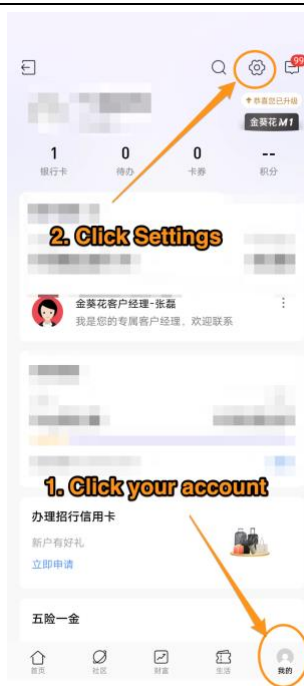 99
恭喜您已升级
金葵花M1
1
0
0
--
银行卡
待办
卡券
积分
2. Click Settings
金葵花客户经理-张磊
我是您的专属客户经理，欢迎联系
1. Click your account
办理招行信用卡
新户有好礼
立即申请
五险一金
首页
社区
财富
生活
我的